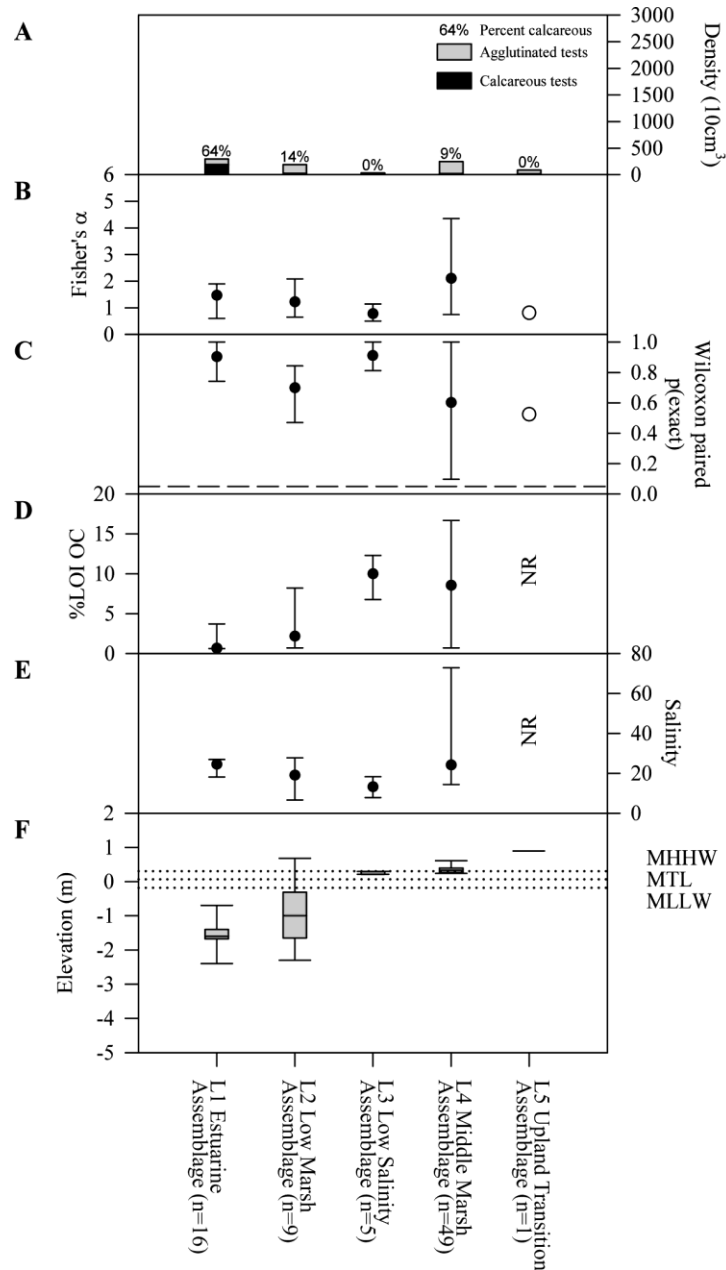 A
64% Percent calcareous
Agglutinated tests
Calcareous tests
3000
2500
2000
1500
1000
500
0
Density (10cm³)
64%
14%
0%
9%
0%
B
6
5
4
3
2
1
0
Fisher's α
C
1.0
0.8
0.6
0.4
0.2
0.0
Wilcoxon paired
p(exact)
D
20
15
10
5
0
%LOI OC
NR
E
80
60
40
20
0
Salinity
NR
F
2
1
0
-1
-2
-3
-4
-5
Elevation (m)
MHHW
MTL
MLLW
L1 Estuarine
Assemblage (n=16)
L2 Low Marsh
Assemblage (n=9)
L3 Low Salinity
Assemblage (n=5)
L4 Middle Marsh
Assemblage (n=49)
L5 Upland Transition
Assemblage (n=1)